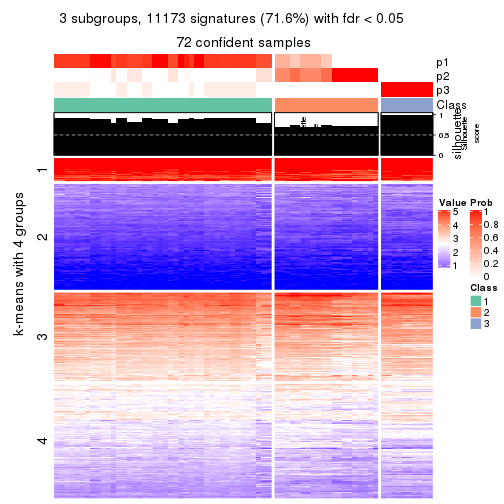 3 subgroups, 11173 signatures (71.6%) with fdr < 0.05
72 confident samples
p1
p2
p3
Class
1
0.5
0
silhouette
Silhouette
score
k-means with 4 groups
1
2
3
4
Value
5
4
3
2
1
Prob
1
0.8
0.6
0.4
0.2
0
Class
1
2
3